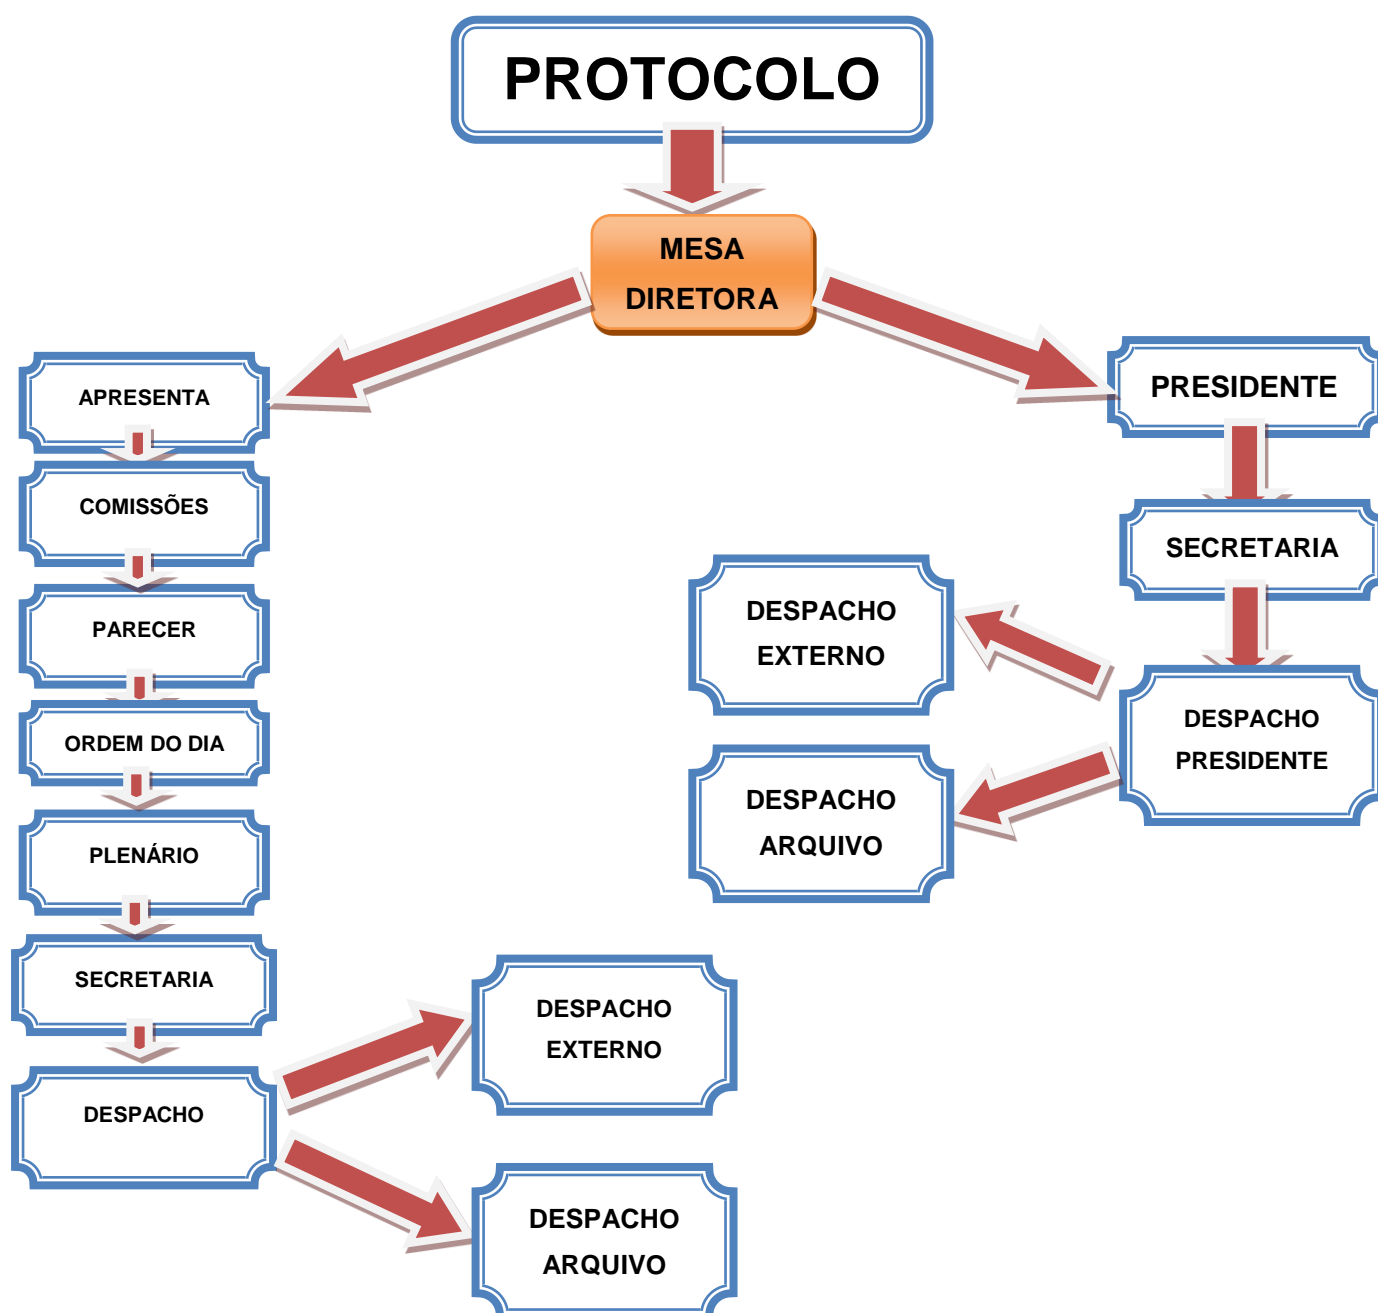 PROTOCOLO
MESA
DIRETORA
APRESENTA
COMISSÕES
PARECER
ORDEM DO DIA
PLENÁRIO
SECRETARIA
DESPACHO
DESPACHO
EXTERNO
DESPACHO
ARQUIVO
PRESIDENTE
SECRETARIA
DESPACHO
PRESIDENTE
DESPACHO
EXTERNO
DESPACHO
ARQUIVO